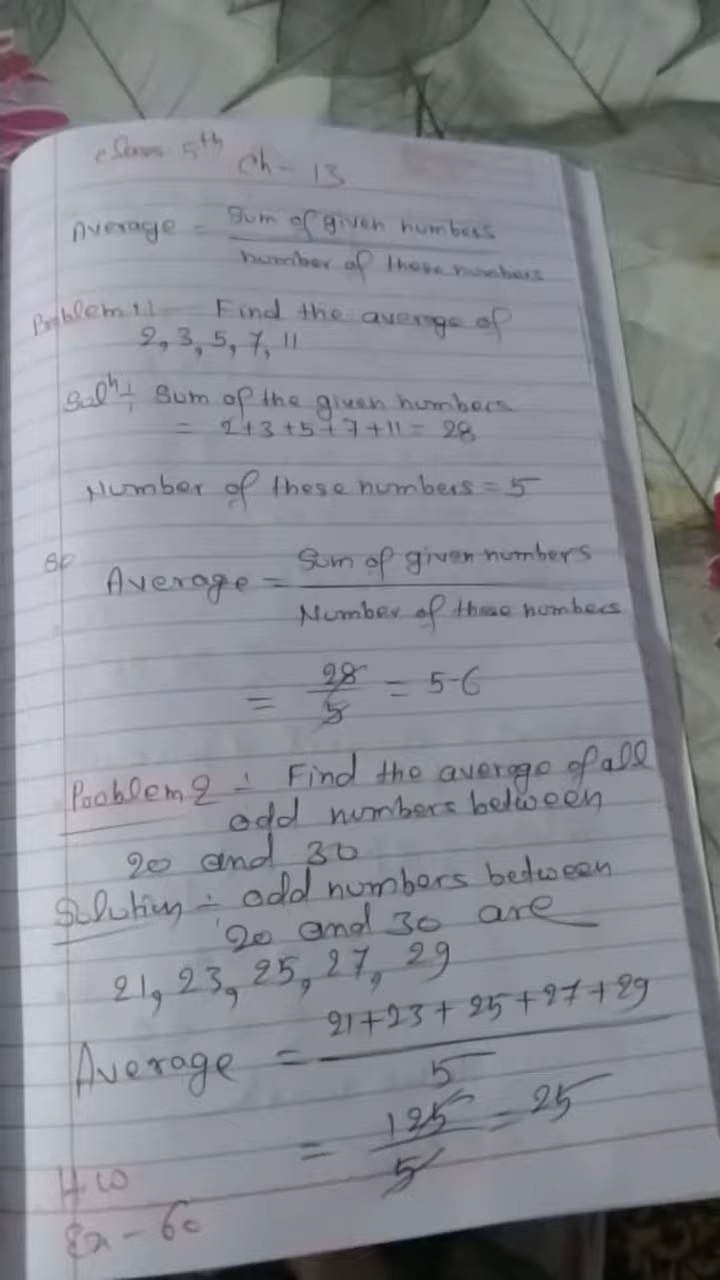 Class 5th Ch - 13
Average = Sum of given numbers
number of these numbers
Problem 1:- Find the average of
2, 3, 5, 7, 11
Solⁿ:- Sum of the given numbers
= 2+3+5+7+11 = 28
Number of these numbers = 5
So
Average = Sum of given numbers
Number of these numbers
= 28/5 = 5.6
Problem 2 :- Find the average of all
odd numbers between
20 and 30
Solution :- odd numbers between
20 and 30 are
21, 23, 25, 27, 29
Average = 21+23+25+27+29
5
= 125/5 = 25
H.W
Ex - 6c